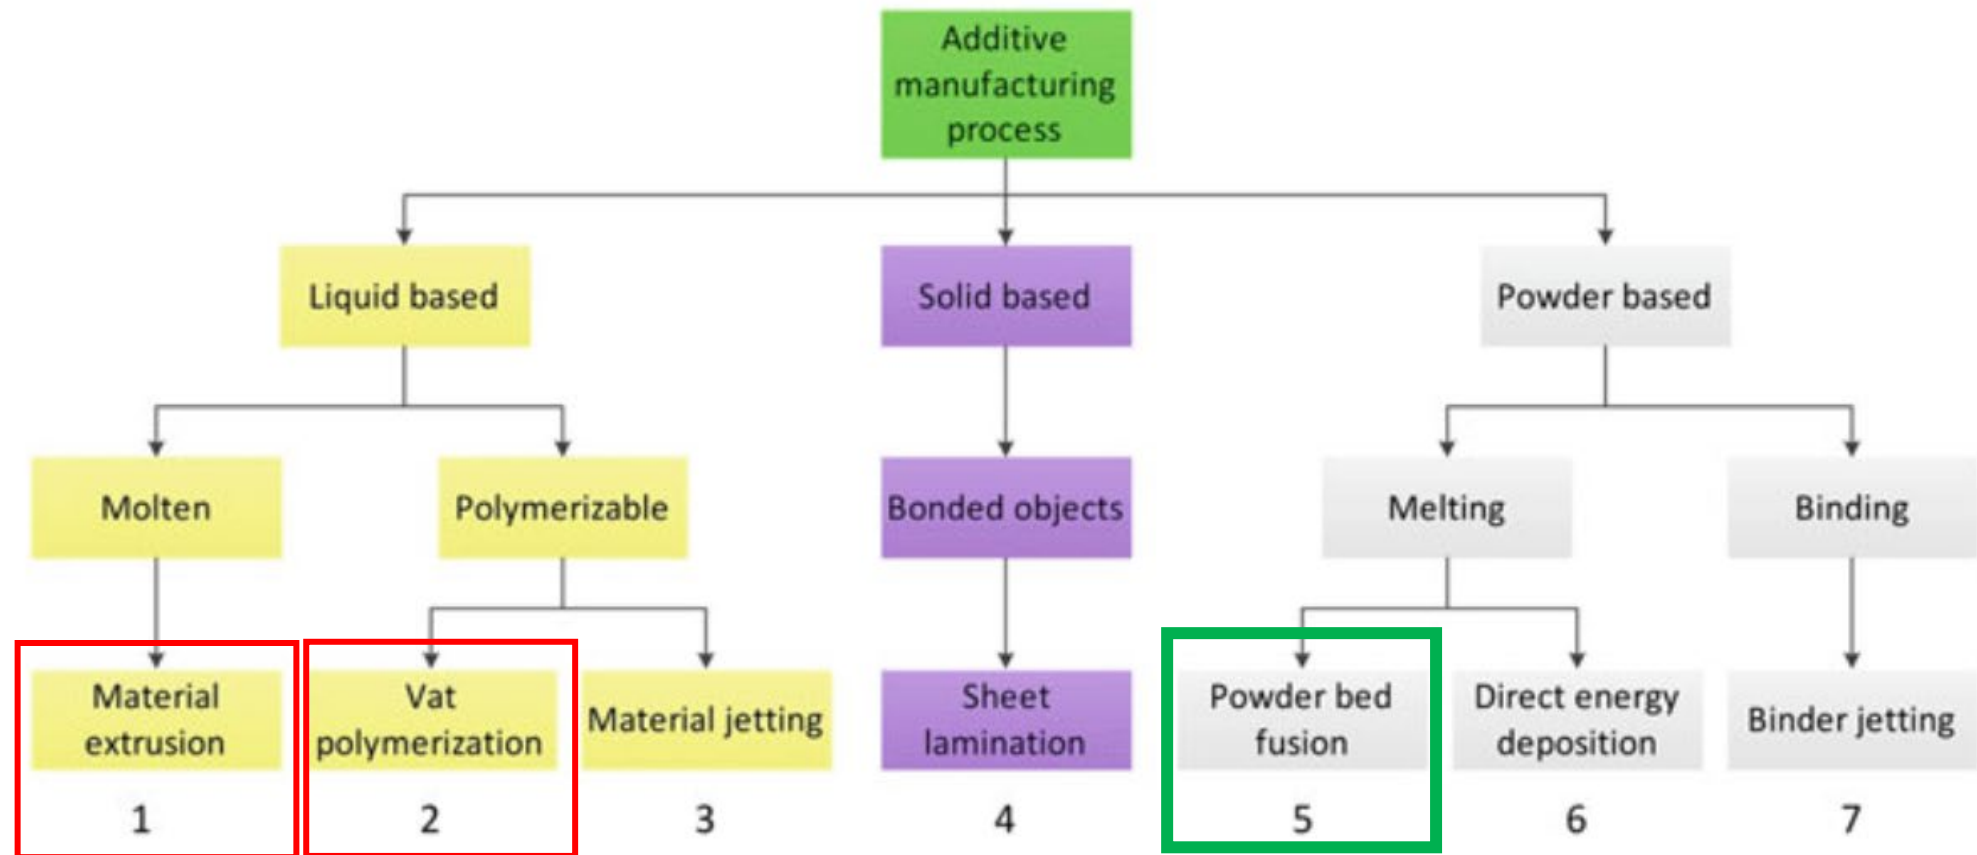 Additive
manufacturing
process
Liquid based
Solid based
Powder based
Molten
Polymerizable
Bonded objects
Melting
Binding
Material
extrusion
Vat
polymerization
Material jetting
Sheet
lamination
Powder bed
fusion
Direct energy
deposition
Binder jetting
1
2
3
4
5
6
7